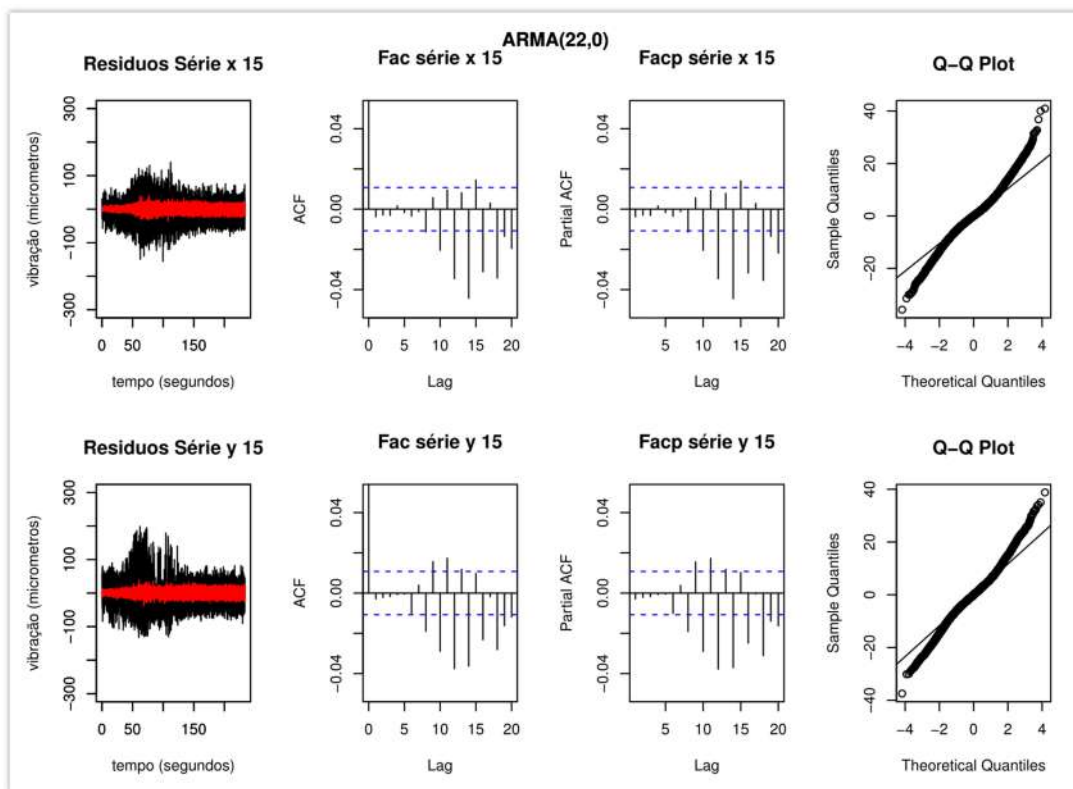 ARMA(22,0)
Residuos Série x 15
vibração (micrometros)
300
100
−100
−300
0 50 150
tempo (segundos)
Fac série x 15
ACF
0.04
0.00
−0.04
0 5 10 15 20
Lag
Facp série x 15
Partial ACF
0.04
0.00
−0.04
5 10 15 20
Lag
Q−Q Plot
Sample Quantiles
40
20
0
−20
−4 −2 0 2 4
Theoretical Quantiles
Residuos Série y 15
vibração (micrometros)
300
100
−100
−300
0 50 150
tempo (segundos)
Fac série y 15
ACF
0.04
0.00
−0.04
0 5 10 15 20
Lag
Facp série y 15
Partial ACF
0.04
0.00
−0.04
5 10 15 20
Lag
Q−Q Plot
Sample Quantiles
40
20
0
−20
−40
−4 −2 0 2 4
Theoretical Quantiles